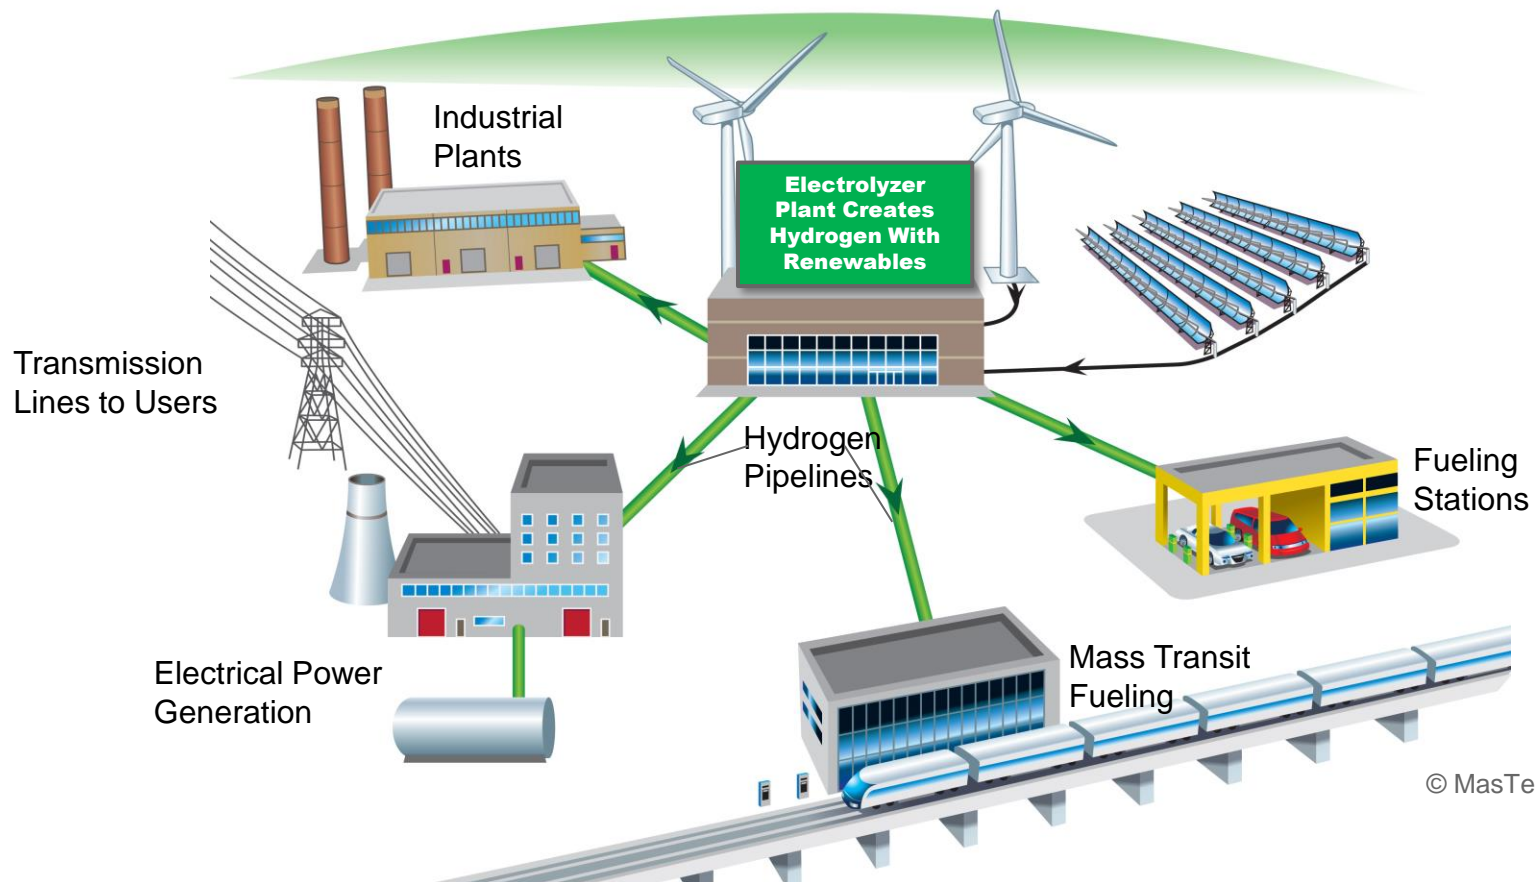 Industrial
Plants
Electrolyzer
Plant Creates
Hydrogen With
Renewables
Transmission
Lines to Users
Hydrogen
Pipelines
Fueling
Stations
Electrical Power
Generation
Mass Transit
Fueling
© MasTe